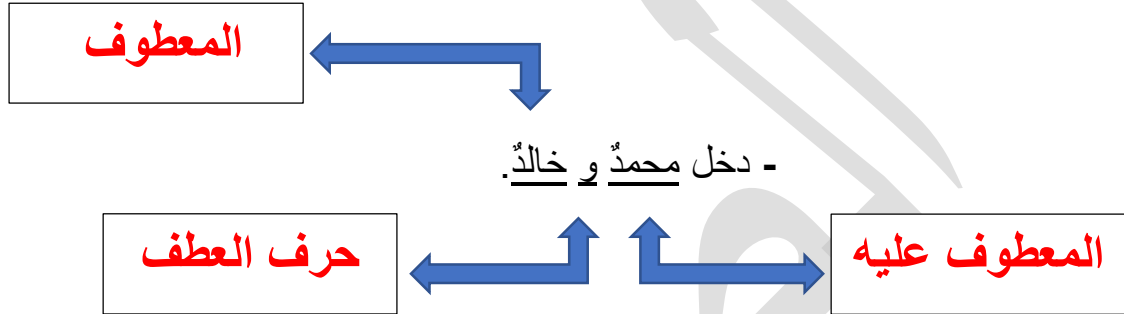 المعطوف
- دخل محمدٌ و خالدٌ.
المعطوف عليه
حرف العطف